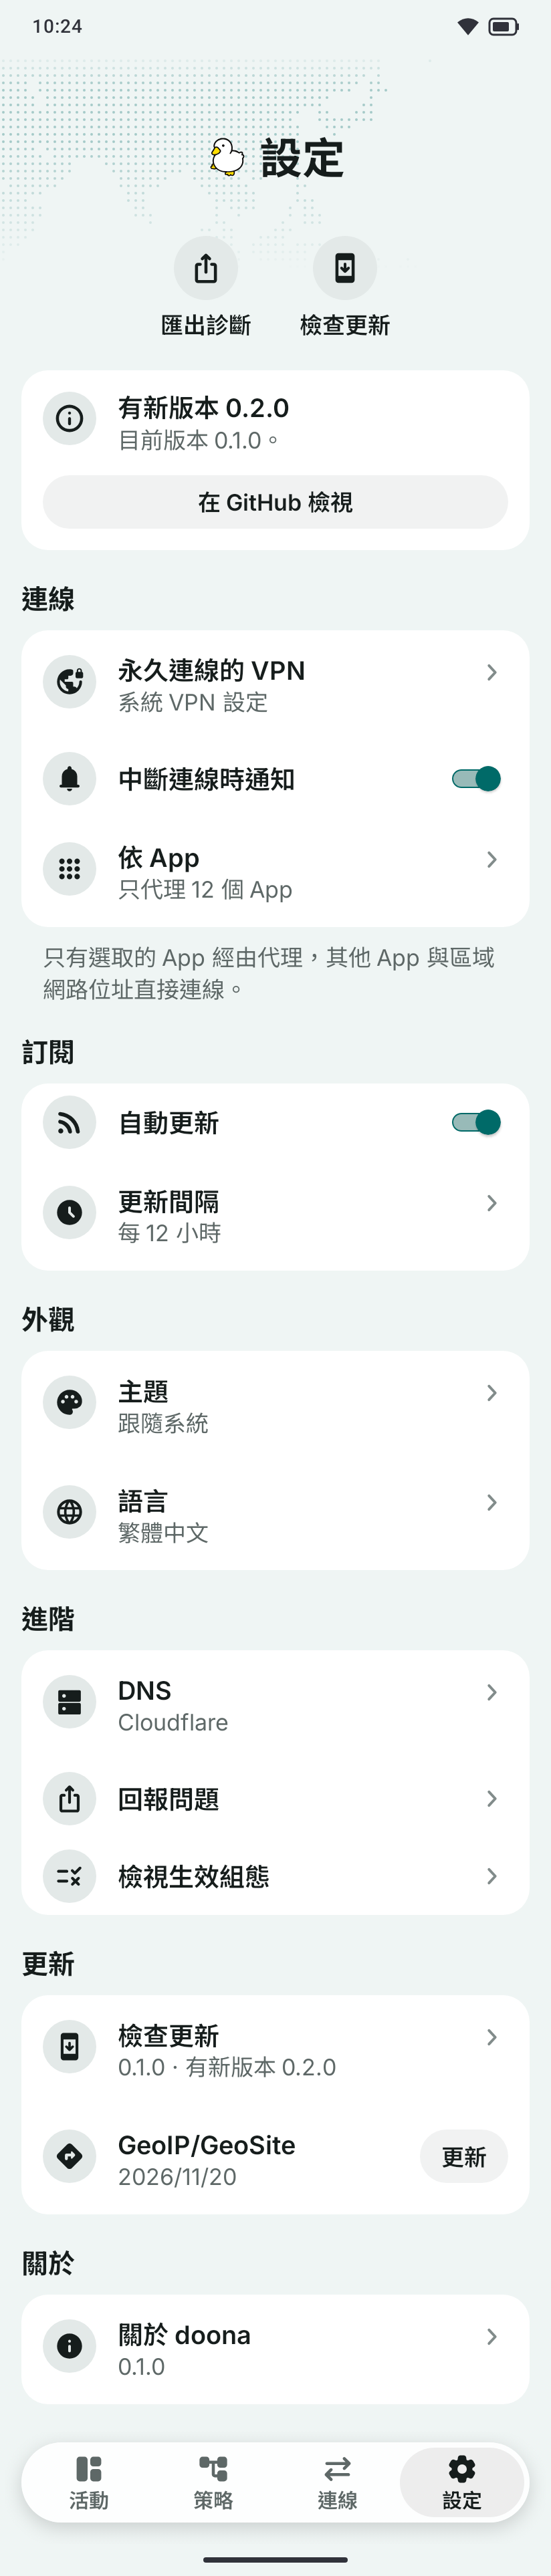 10:24
設定
匯出診斷
檢查更新
有新版本 0.2.0
目前版本 0.1.0。
在 GitHub 檢視
連線
永久連線的 VPN
系統 VPN 設定
中斷連線時通知
依 App
只代理 12 個 App
只有選取的 App 經由代理，其他 App 與區域
網路位址直接連線。
訂閱
自動更新
更新間隔
每 12 小時
外觀
主題
跟隨系統
語言
繁體中文
進階
DNS
Cloudflare
回報問題
檢視生效組態
更新
檢查更新
0.1.0 · 有新版本 0.2.0
GeoIP/GeoSite
更新
2026/11/20
關於
關於 doona
0.1.0
活動
策略
連線
設定